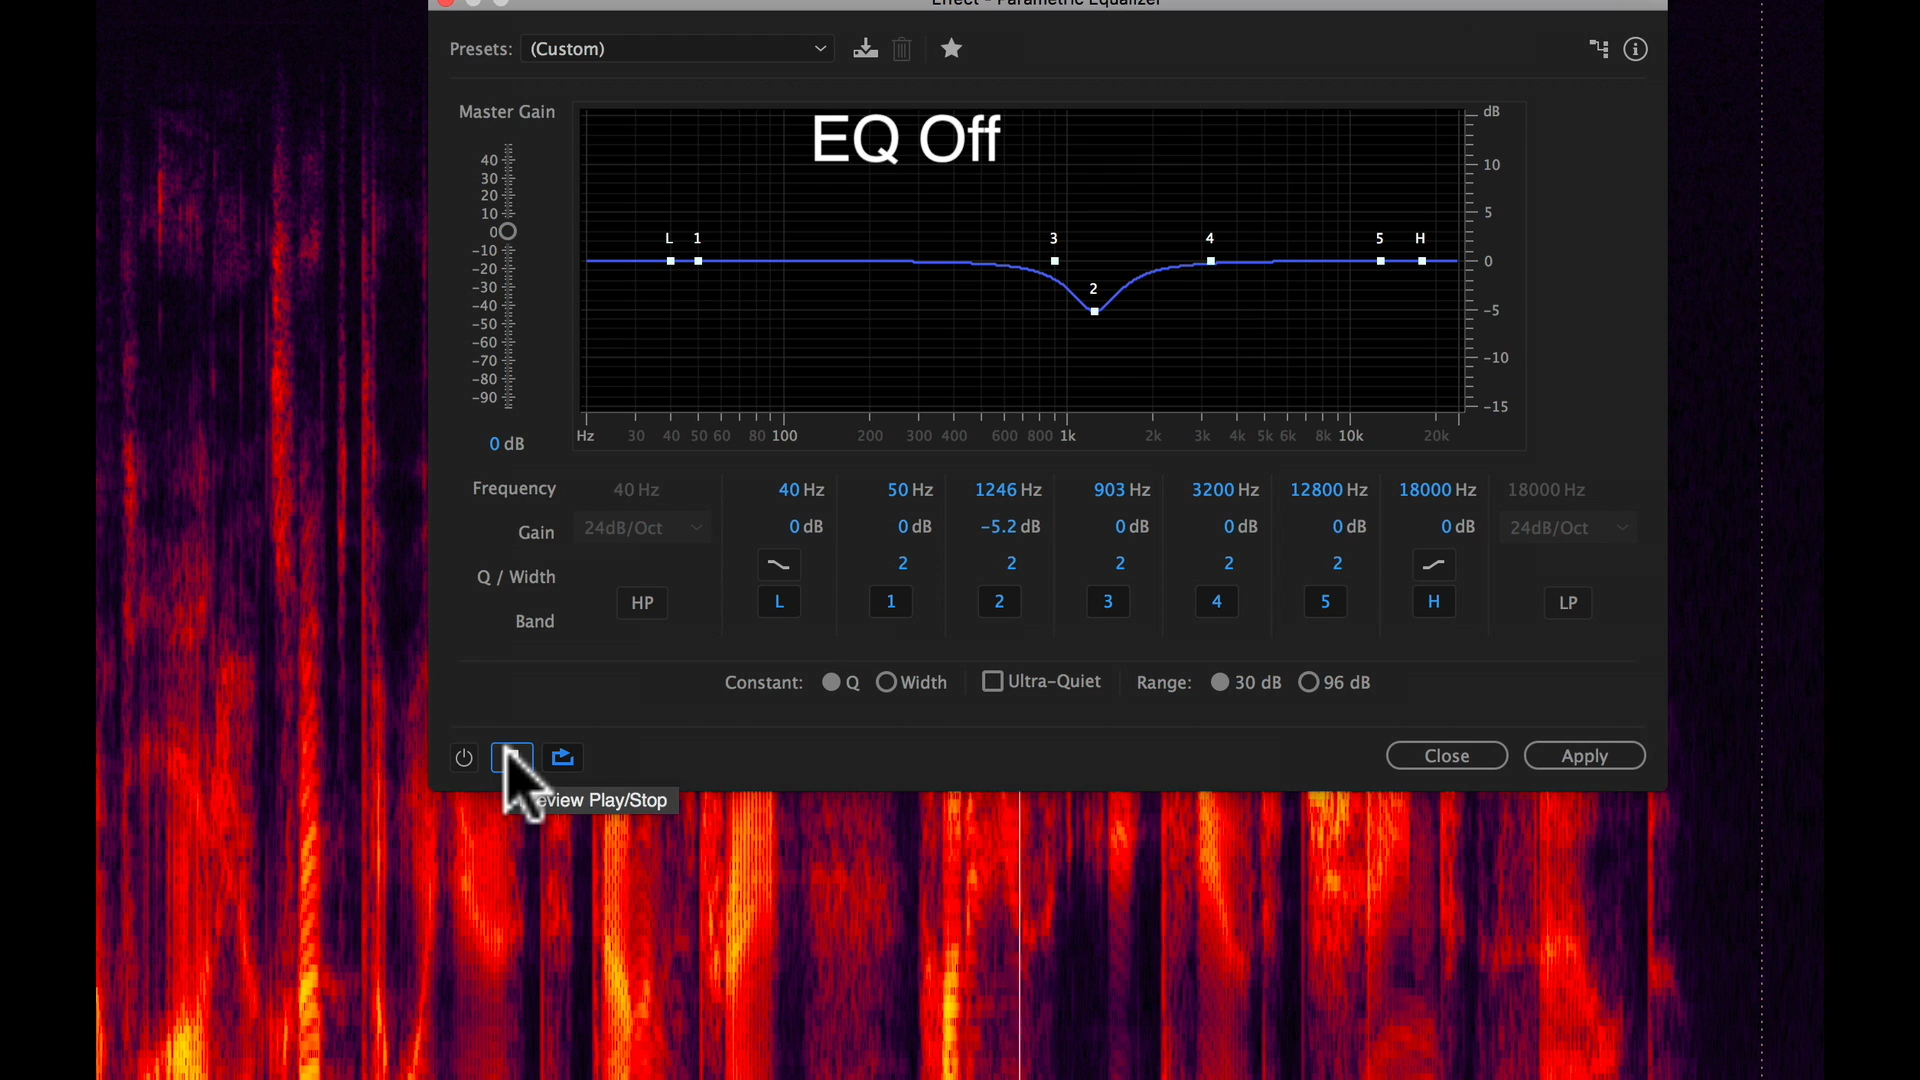 Effect - Parametric Equalizer
Presets: (Custom)
Master Gain
EQ Off
dB
40
30
20
10
0
-10
-20
-30
-40
-50
-60
-70
-80
-90
0 dB
10
5
0
-5
-10
-15
L 1 3 4 5 H
2
Hz 30 40 50 60 80 100 200 300 400 600 800 1k 2k 3k 4k 5k 6k 8k 10k 20k
Frequency 40 Hz 40 Hz 50 Hz 1246 Hz 903 Hz 3200 Hz 12800 Hz 18000 Hz 18000 Hz
Gain 24dB/Oct 0 dB 0 dB -5.2 dB 0 dB 0 dB 0 dB 0 dB 24dB/Oct
Q / Width 2 2 2 2 2
Band HP L 1 2 3 4 5 H LP
Constant: Q Width Ultra-Quiet Range: 30 dB 96 dB
Close Apply
Play/Stop